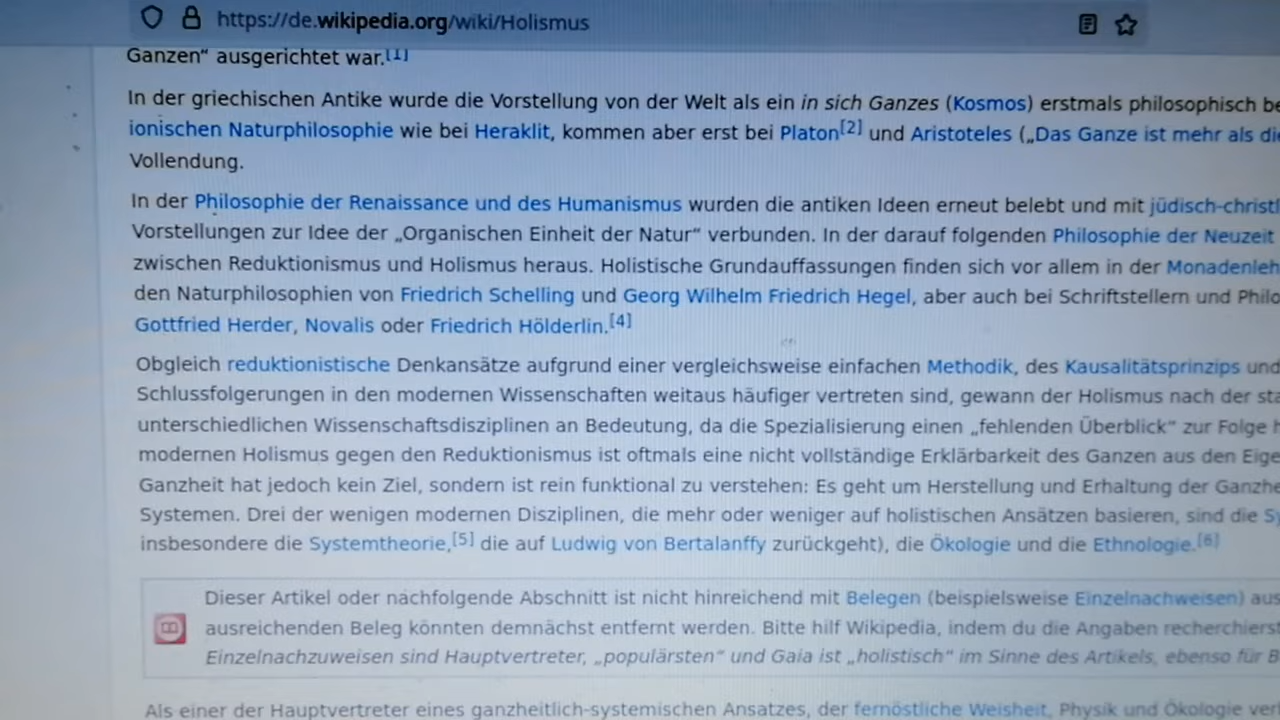 https://de.wikipedia.org/wiki/Holismus
Ganzen“ ausgerichtet war.[1]
In der griechischen Antike wurde die Vorstellung von der Welt als ein in sich Ganzes (Kosmos) erstmals philosophisch
ionischen Naturphilosophie wie bei Heraklit, kommen aber erst bei Platon[2] und Aristoteles („Das Ganze ist mehr als
Vollendung.
In der Philosophie der Renaissance und des Humanismus wurden die antiken Ideen erneut belebt und mit
Vorstellungen zur Idee der „Organischen Einheit der Natur“ verbunden. In der darauf folgenden Philosophie der Neuzeit
zwischen Reduktionismus und Holismus heraus. Holistische Grundauffassungen finden sich vor allem in der
den Naturphilosophien von Friedrich Schelling und Georg Wilhelm Friedrich Hegel, aber auch bei Schriftstellern und
Gottfried Herder, Novalis oder Friedrich Hölderlin.[4]
Obgleich reduktionistische Denkansätze aufgrund einer vergleichsweise einfachen Methodik, des Kausalitätsprinzips und
Schlussfolgerungen in den modernen Wissenschaften weitaus häufiger vertreten sind, gewann der Holismus nach der
unterschiedlichen Wissenschaftsdisziplinen an Bedeutung, da die Spezialisierung einen „fehlenden Überblick“ zur Folge
modernen Holismus gegen den Reduktionismus ist oftmals eine nicht vollständige Erklärbarkeit des Ganzen aus den
Ganzheit hat jedoch kein Ziel, sondern ist rein funktional zu verstehen: Es geht um Herstellung und Erhaltung der
Systemen. Drei der wenigen modernen Disziplinen, die mehr oder weniger auf holistischen Ansätzen basieren, sind die
insbesondere die Systemtheorie,[5] die auf Ludwig von Bertalanffy zurückgeht), die Ökologie und die Ethnologie.[6]
Dieser Artikel oder nachfolgende Abschnitt ist nicht hinreichend mit Belegen (beispielsweise Einzelnachweisen)
ausreichenden Beleg könnten demnächst entfernt werden. Bitte hilf Wikipedia, indem du die Angaben
Einzelnachzuweisen sind Hauptvertreter, „populärsten“ und Gaia ist „holistisch“ im Sinne des Artikels, ebenso für
Als einer der Hauptvertreter eines ganzheitlich-systemischen Ansatzes, der fernöstliche Weisheit, Physik und Ökologie